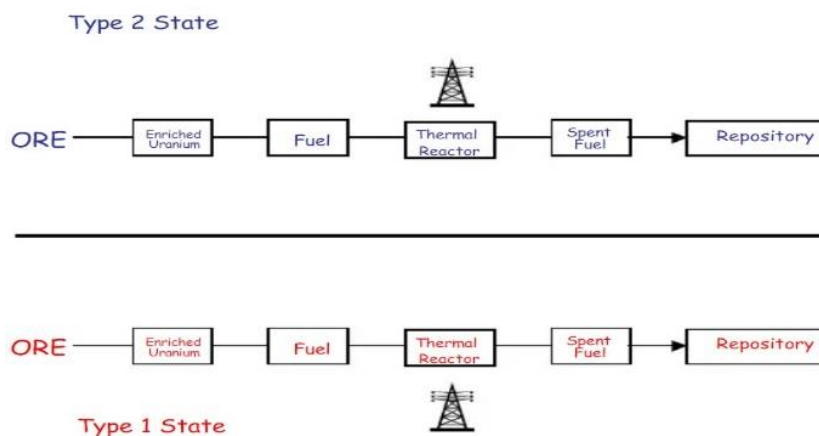 Type 2 State
ORE
Enriched
Uranium
Fuel
Thermal
Reactor
Spent
Fuel
Repository
ORE
Enriched
Uranium
Fuel
Thermal
Reactor
Spent
Fuel
Repository
Type 1 State